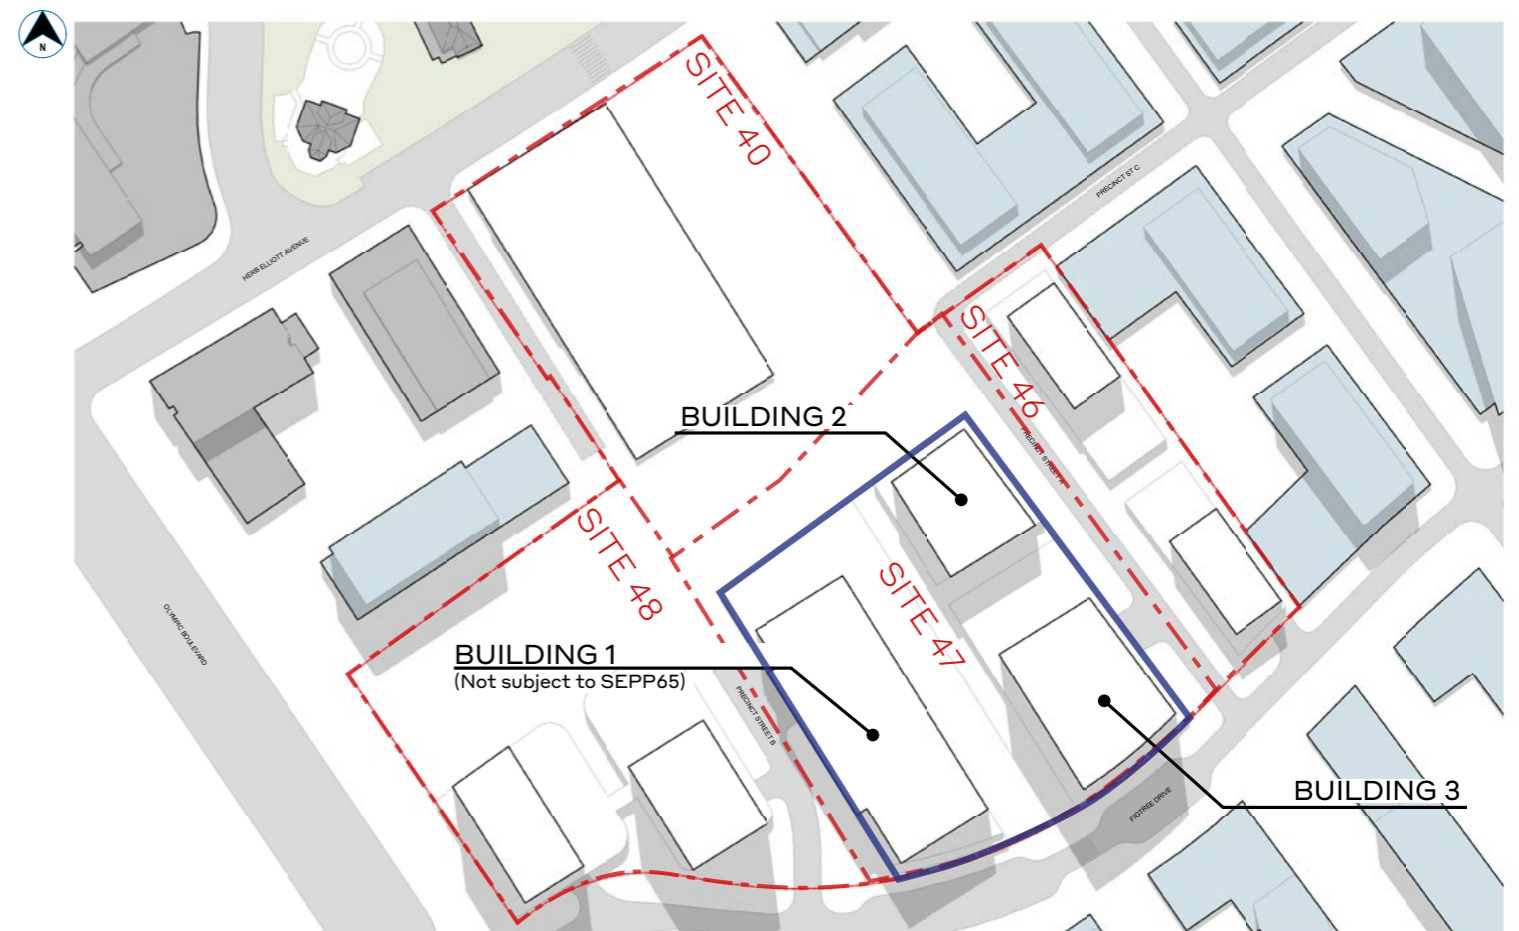 N
SITE 40
PRECINCT ST C
HERB ELLIOTT AVENUE
SITE 46
BUILDING 2
PRECINCT STREET A
SITE 48
SITE 47
OLYMPIC BOULEVARD
BUILDING 1
(Not subject to SEPP65)
PRECINCT STREET B
BUILDING 3
FIGTREE DRIVE